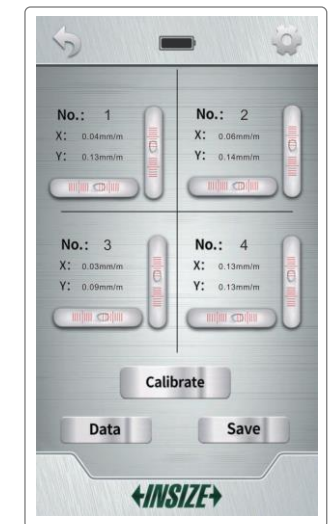 No.: 1
X: 0.04mm/m
Y: 0.13mm/m
No.: 2
X: 0.06mm/m
Y: 0.14mm/m
No.: 3
X: 0.03mm/m
Y: 0.09mm/m
No.: 4
X: 0.13mm/m
Y: 0.13mm/m
Calibrate
Data Save
INSIZE